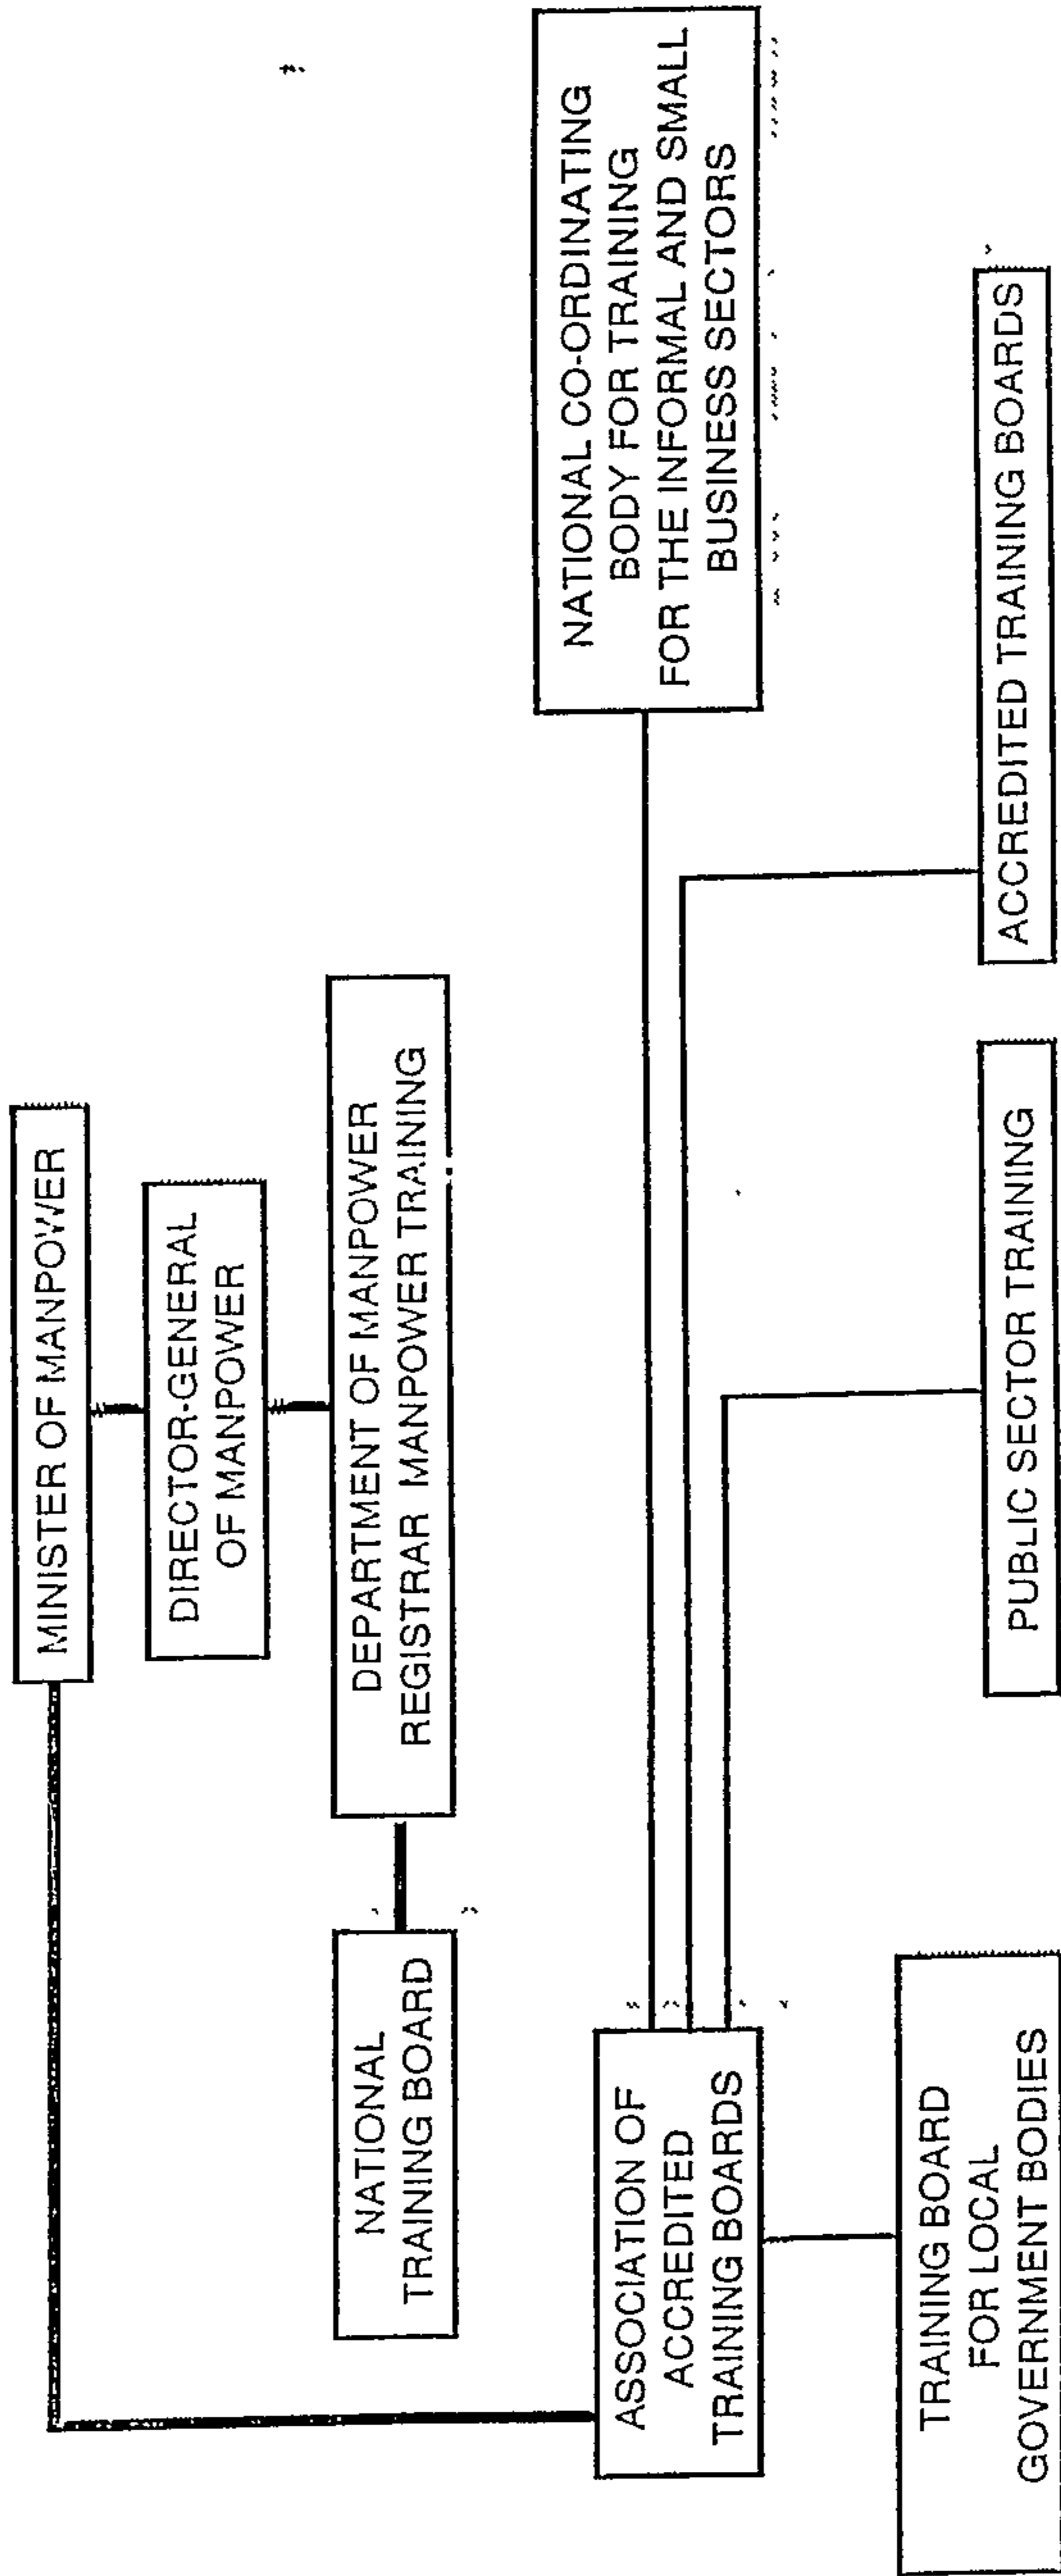 MINISTER OF MANPOWER
DIRECTOR-GENERAL
OF MANPOWER
DEPARTMENT OF MANPOWER
REGISTRAR MANPOWER TRAINING
NATIONAL
TRAINING BOARD
NATIONAL CO-ORDINATING
BODY FOR TRAINING
FOR THE INFORMAL AND SMALL
BUSINESS SECTORS
ASSOCIATION OF
ACCREDITED
TRAINING BOARDS
TRAINING BOARD
FOR LOCAL
GOVERNMENT BODIES
PUBLIC SECTOR TRAINING
ACCREDITED TRAINING BOARDS